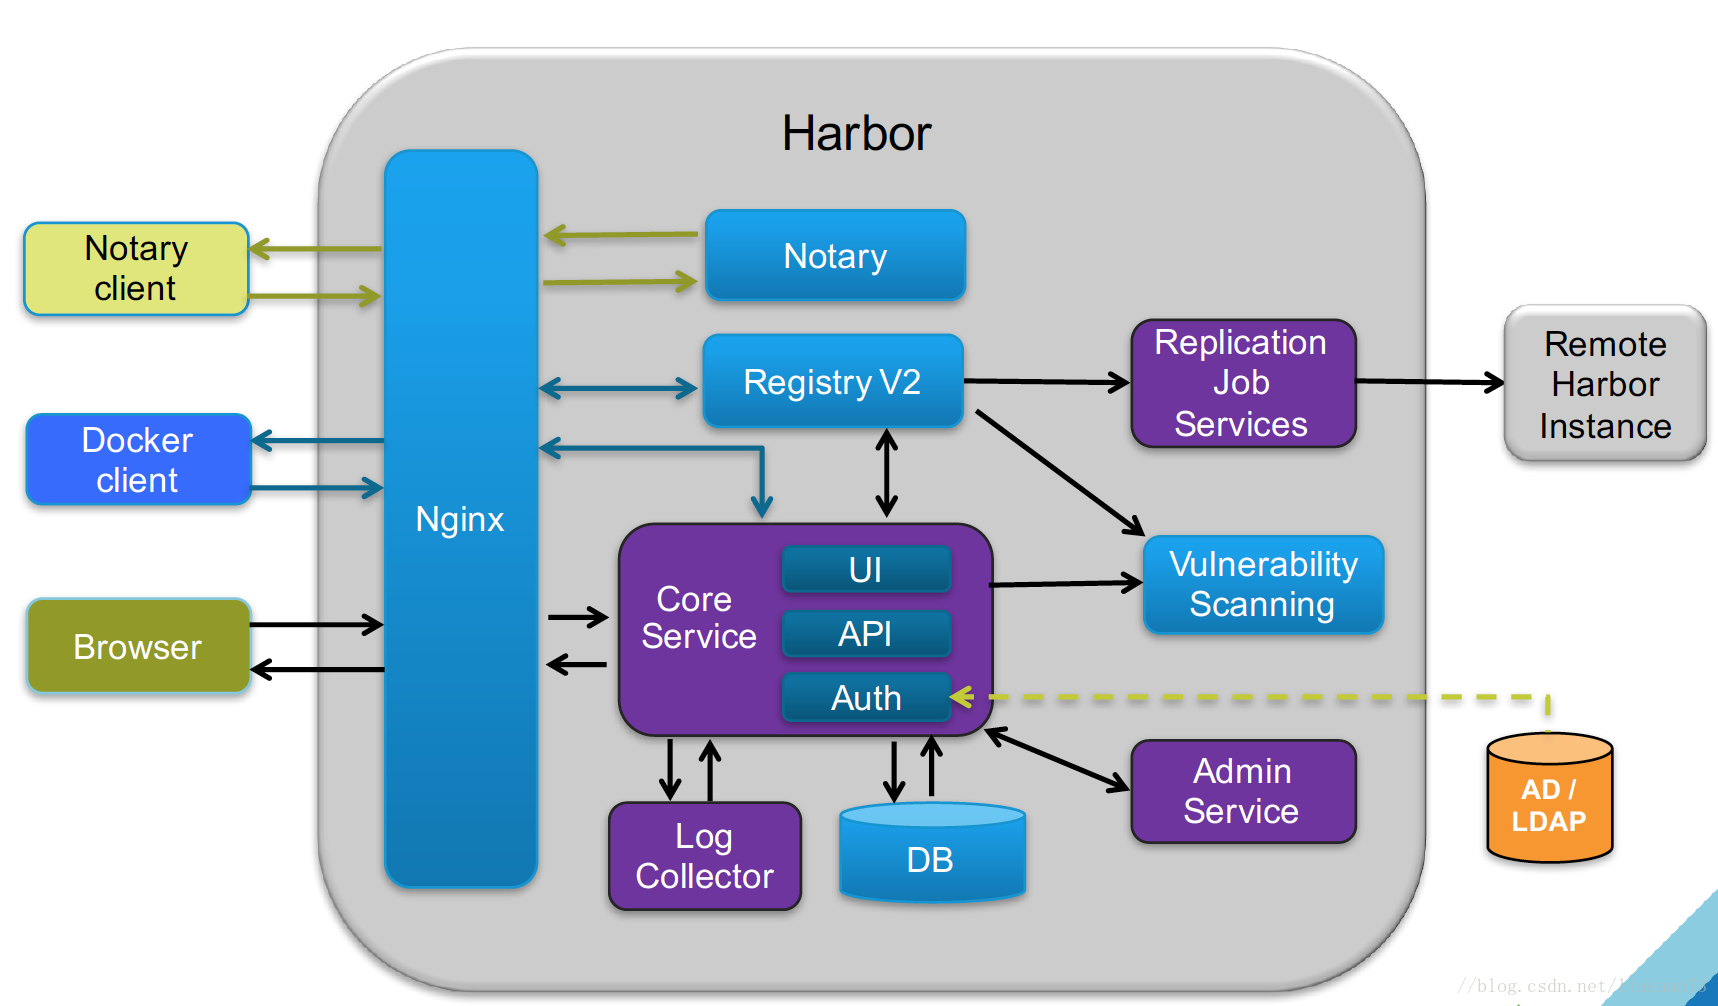 Harbor
Notary
client
Notary
Registry V2
Replication
Job
Services
Remote
Harbor
Instance
Docker
client
Nginx
Core
Service
UI
API
Auth
Vulnerability
Scanning
Browser
Admin
Service
AD /
LDAP
Log
Collector
DB
//blog.csdn.net/